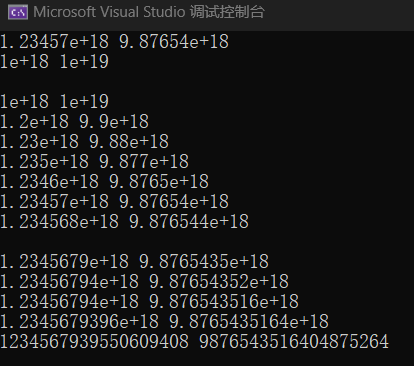 Microsoft Visual Studio 调试控制台
1.23457e+18 9.87654e+18
1e+18 1e+19
1e+18 1e+19
1.2e+18 9.9e+18
1.23e+18 9.88e+18
1.235e+18 9.877e+18
1.2346e+18 9.8765e+18
1.23457e+18 9.87654e+18
1.234568e+18 9.876544e+18
1.2345679e+18 9.8765435e+18
1.23456794e+18 9.87654352e+18
1.23456794e+18 9.876543516e+18
1.2345679396e+18 9.8765435164e+18
1234567939550609408 9876543516404875264